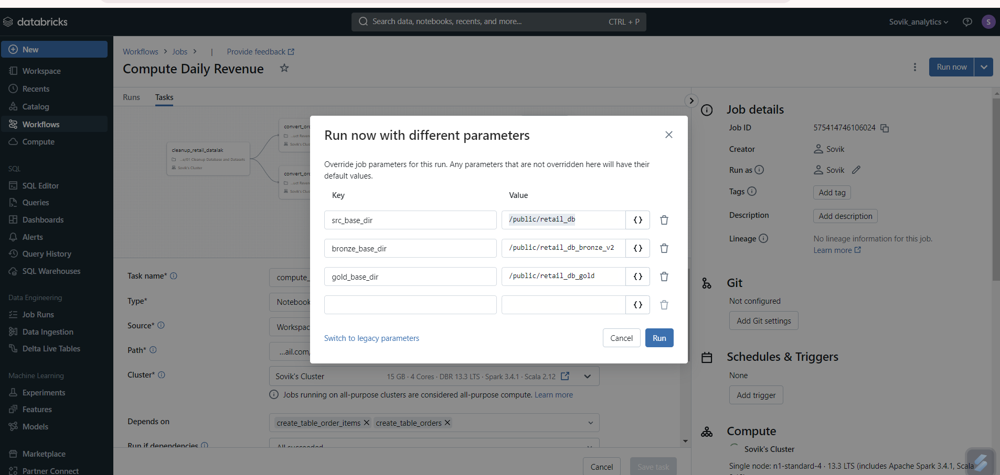 databricks
Search data, notebooks, recents, and more...
CTRL + P
Sovik_analytics
S
New
Workspace
Recents
Catalog
Workflows
Compute
SQL
SQL Editor
Queries
Dashboards
Alerts
Query History
SQL Warehouses
Data Engineering
Job Runs
Data Ingestion
Delta Live Tables
Machine Learning
Experiments
Features
Models
Marketplace
Partner Connect
Workflows > Jobs > | Provide feedback
Compute Daily Revenue
Run now
Runs
Tasks
cleanup_retail_datalak
...s/01 Cleanup Database and Datasets
Sovik's Cluster
convert_orc
...uct Reven
Sovik's Clus
convert_orc
...uct Reven
Sovik's Clus
Run now with different parameters
Override job parameters for this run. Any parameters that are not overridden here will have their
default values.
Key Value
src_base_dir /public/retail_db {}
bronze_base_dir /public/retail_db_bronze_v2 {}
gold_base_dir /public/retail_db_gold {}
{}
Switch to legacy parameters
Cancel
Run
Task name* compute_
Type* Notebook
Source* Workspac
Path* ...ail.com/
Cluster* Sovik's Cluster 15 GB · 4 Cores · DBR 13.3 LTS · Spark 3.4.1 · Scala 2.12
Jobs running on all-purpose clusters are considered all-purpose compute. Learn more
Depends on create_table_order_items create_table_orders
Run if dependencies All succeeded
Cancel
Save task
Job details
Job ID 575414746106024
Creator Sovik
Run as Sovik
Tags Add tag
Description Add description
Lineage No lineage information for this job.
Learn more
Git
Not configured
Add Git settings
Schedules & Triggers
None
Add trigger
Compute
Sovik's Cluster
Single node: n1-standard-4 · 13.3 LTS (includes Apache Spark 3.4.1, Scala